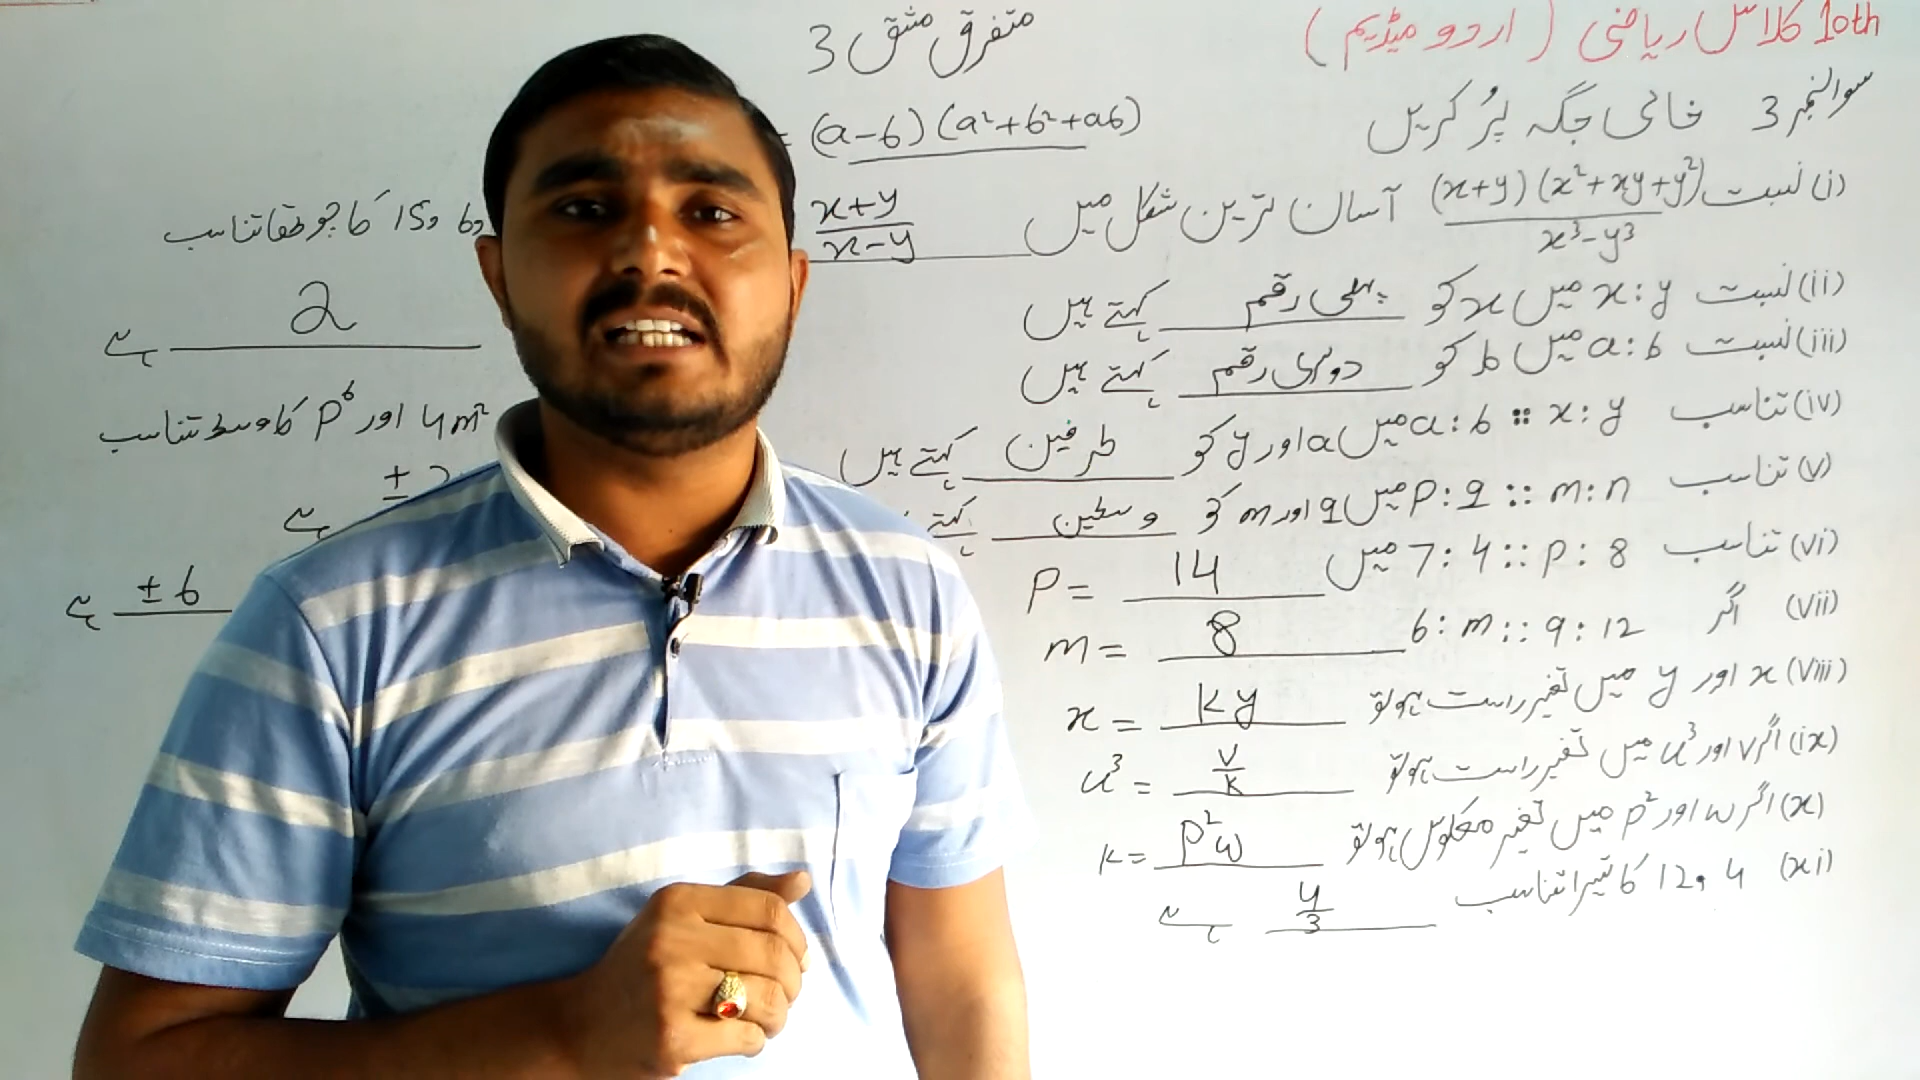 10th کلاس ریاضی (اردو میڈیم)
متفرق مشق 3
سوال نمبر 3 خالی جگہ پُر کریں
= (a-b)(a²+b²+ab)
(i) نسبت (x+y)(x²+xy+y²) / x³-y³ آسان ترین شکل میں (x+y)/(x-y)
(ii) نسبت x:y میں x کو پہلی رقم کہتے ہیں
(iii) نسبت a:b میں b کو دوسری رقم کہتے ہیں
(iv) تناسب a:b :: x:y میں a اور y کو طرفین کہتے ہیں
(v) تناسب p:q :: m:n میں q اور m کو وسطین کہتے
(vi) تناسب 7:4::p:8 میں p= 14
(vii) اگر 6:m::9:12 m= 8
(viii) x اور y میں تغیر راست ہو تو x = ky
(ix) اگر v اور u³ میں تغیر راست ہو تو u³ = v/k
(x) اگر w اور p² میں تغیر معکوس ہو تو k= p²w
(xi) 4 و 12 کا تیسرا تناسب 4/3 ہے
و 6 و 15 کا چوتھا تناسب
2 ہے
4m² اور p⁶ کا وسط تناسب
± ہے
±6 ہے